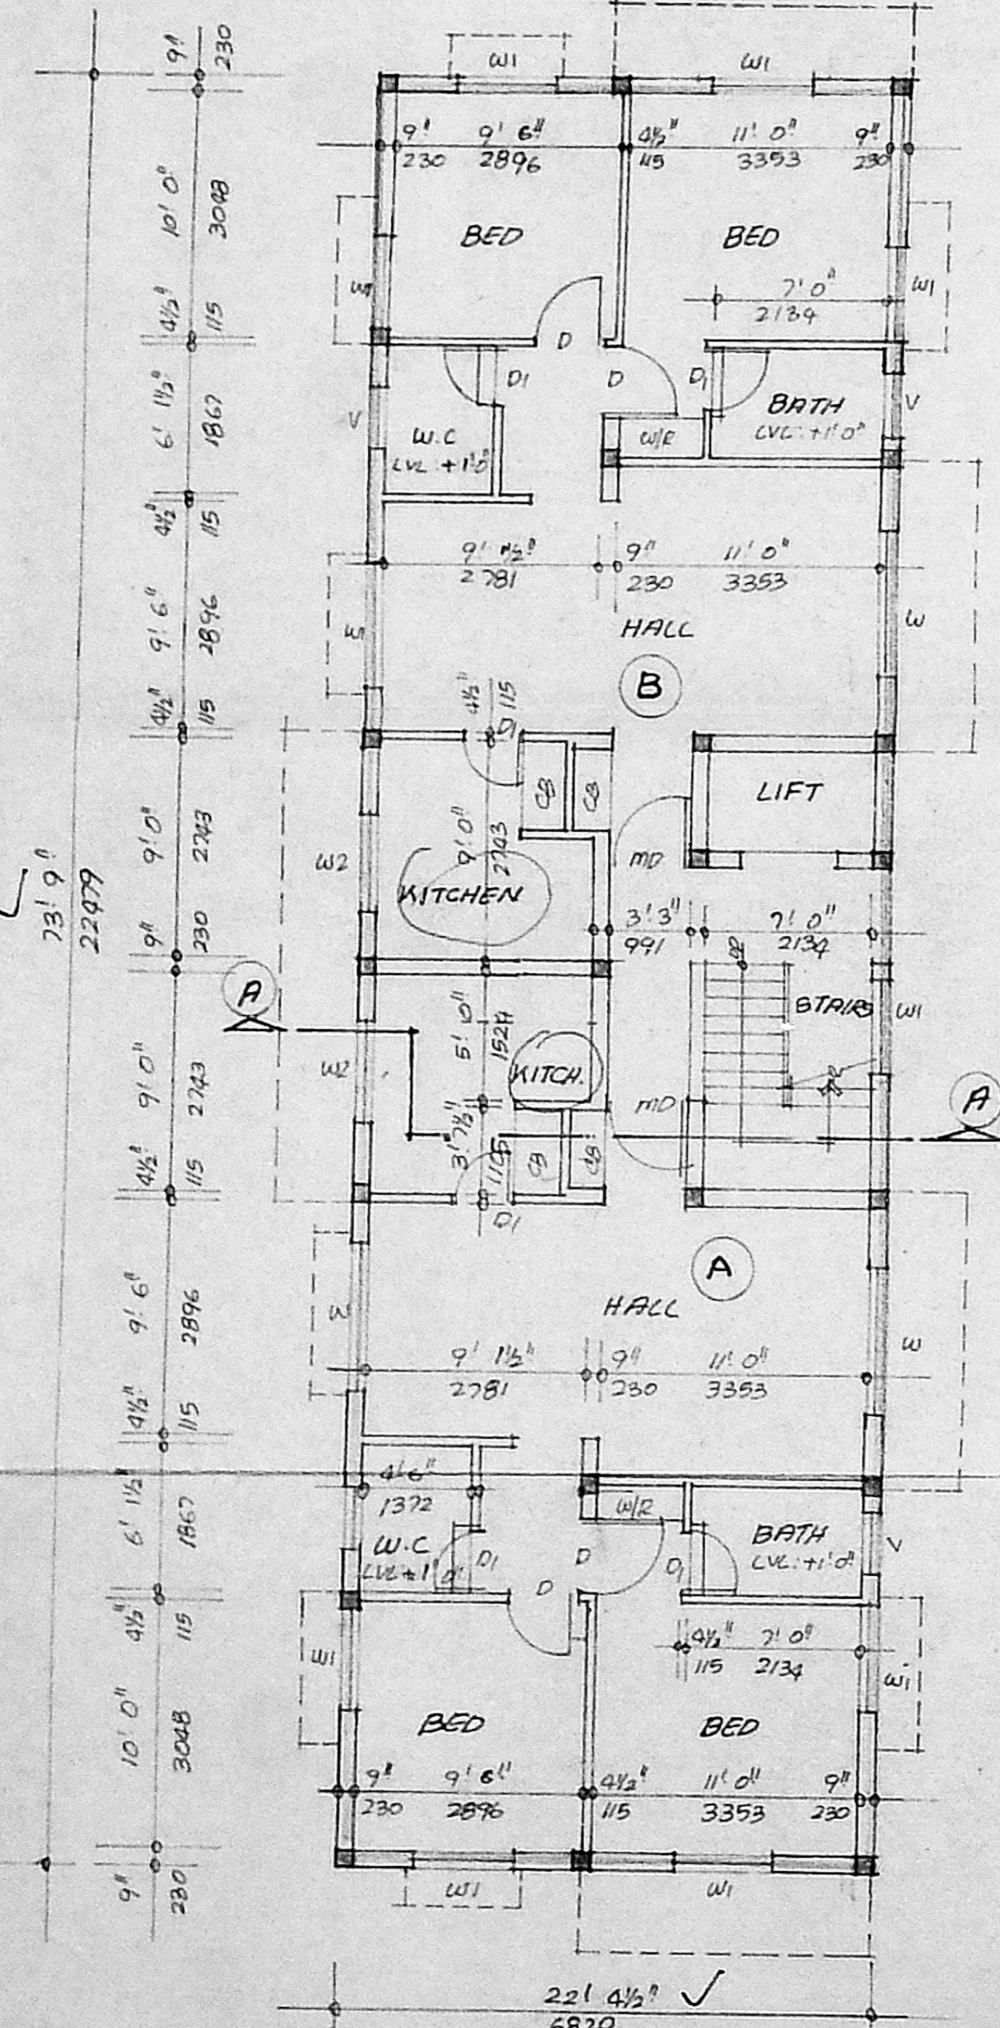 9" 230
W1
W1
9" 9' 6" 4½" 11' 0" 9"
230 2896 115 3353 230
10' 0" 3048
BED
BED
W1
W1
7' 0"
2134
4½" 115
D
D1
D
D1
6' 1½" 1867
V
W.C
LVL : +1'0"
W/R
BATH
LVL : +1'0"
V
4½" 115
9' 1½" 9" 11' 0"
2781 230 3353
9' 6" 2896
W1
HALL
W
B
4½" 115
4½" 115
D1
CB
CB
LIFT
9' 0" 2743
W2
9' 0" 2743
MD
KITCHEN
73' 9"
22479
9" 230
3' 3" 7' 0"
991 2134
A
STAIRS
W1
5' 10" 1524
9' 0" 2743
W2
KITCH.
A
MD
3' 7½" 1105
CB
CB
4½" 115
D1
A
9' 6" 2896
W
HALL
W
9' 1½" 9" 11' 0"
2781 230 3353
4½" 115
4' 6"
1372
6' 1½" 1867
W/R
W.C
LVL +1'
D1
D1
D
D1
BATH
LVL : +1'0"
V
D
4½" 115
4½" 7' 0"
115 2134
W1
W1
10' 0" 3048
BED
BED
9" 9' 6" 4½" 11' 0" 9"
230 2896 115 3353 230
9" 230
W1
W1
22' 4½"
6820